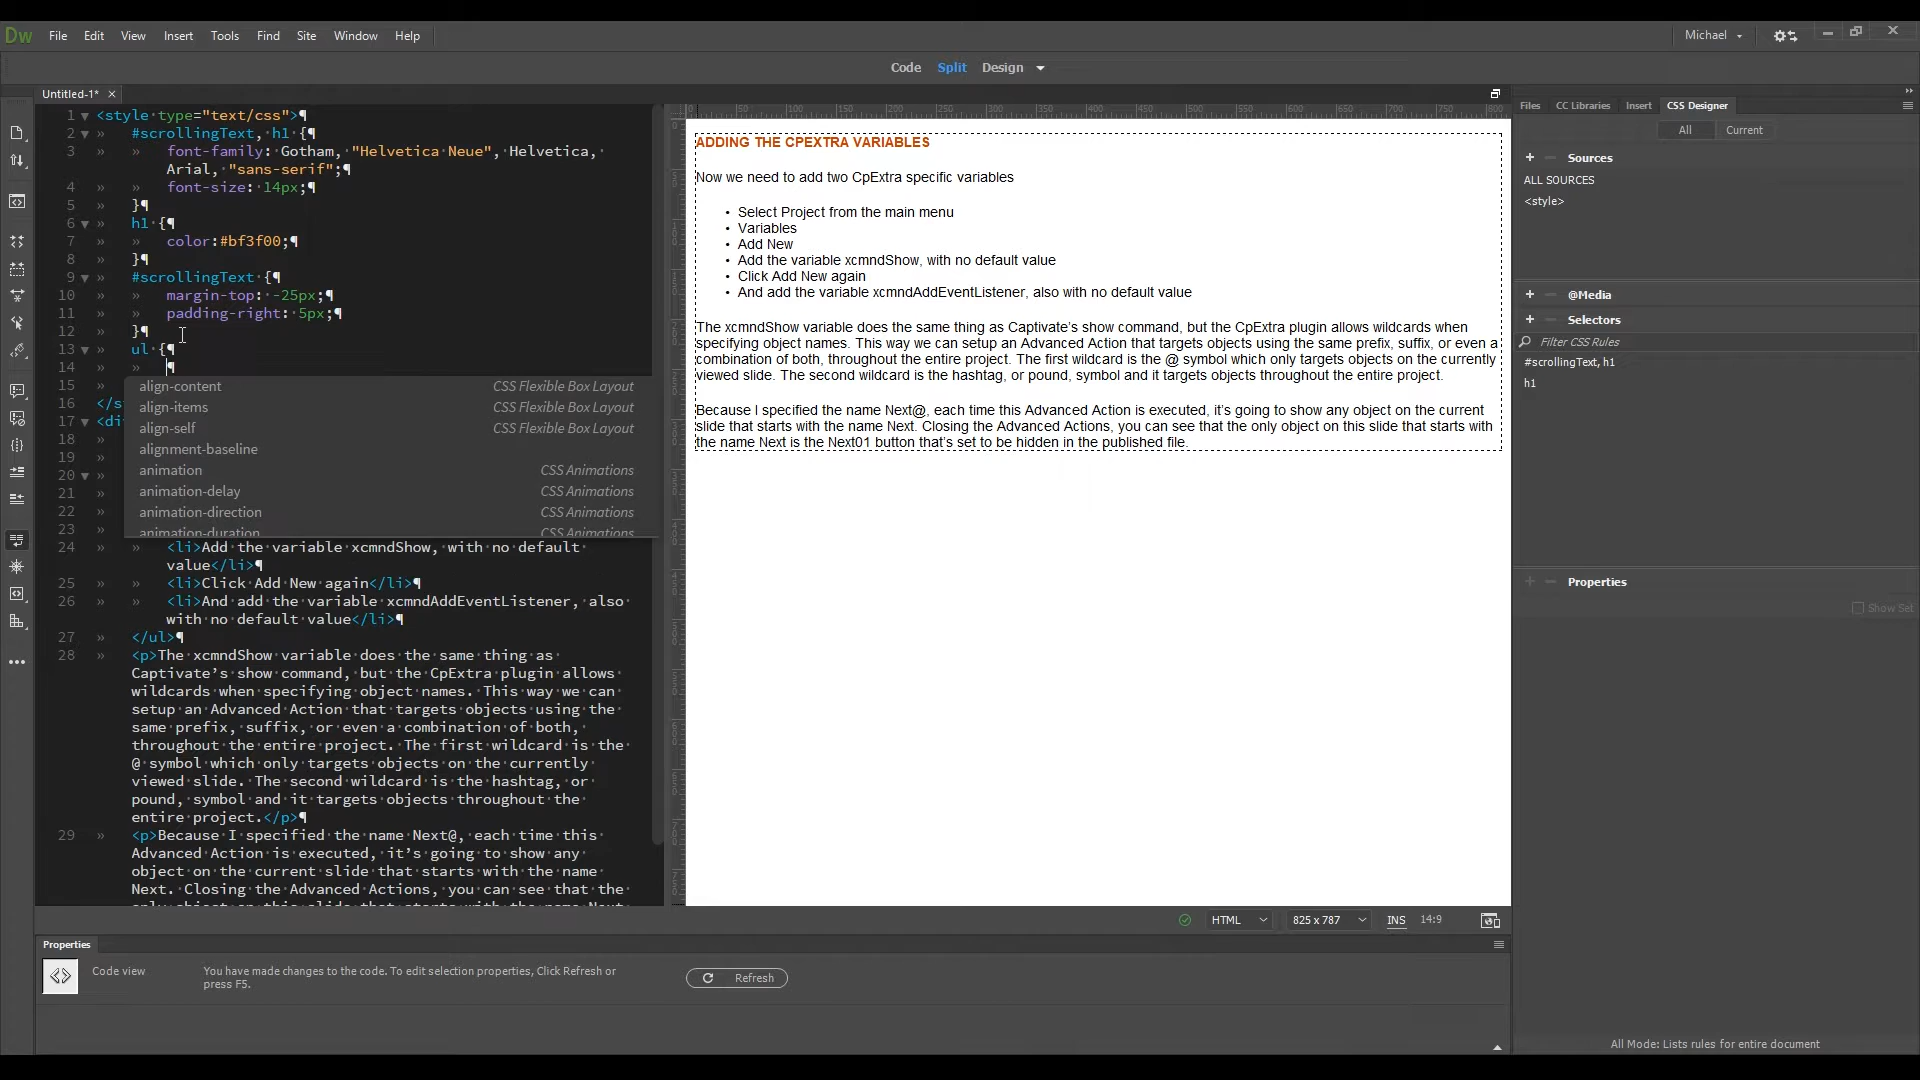 Dw File Edit View Insert Tools Find Site Window Help Michael
Code Split Design
Untitled-1* ×
1 <style type="text/css">¶
2 » #scrollingText, h1 {¶
3 » » font-family: Gotham, "Helvetica Neue", Helvetica,
Arial, "sans-serif";¶
4 » » font-size: 14px;¶
5 » }¶
6 » h1 {¶
7 » » color:#bf3f00;¶
8 » }¶
9 » #scrollingText {¶
10 » » margin-top: -25px;¶
11 » » padding-right: 5px;¶
12 » }¶
13 » ul {¶
14 » » ¶
15 »
16 </s
17 <di
18 »
19 »
20 »
21 »
22 »
23 »
align-content CSS Flexible Box Layout
align-items CSS Flexible Box Layout
align-self CSS Flexible Box Layout
alignment-baseline
animation CSS Animations
animation-delay CSS Animations
animation-direction CSS Animations
animation-duration CSS Animations
24 » » <li>Add the variable xcmndShow, with no default
value</li>¶
25 » » <li>Click Add New again</li>¶
26 » » <li>And add the variable xcmndAddEventListener, also
with no default value</li>¶
27 » </ul>¶
28 » <p>The xcmndShow variable does the same thing as
Captivate’s show command, but the CpExtra plugin allows
wildcards when specifying object names. This way we can
setup an Advanced Action that targets objects using the
same prefix, suffix, or even a combination of both,
throughout the entire project. The first wildcard is the
@ symbol which only targets objects on the currently
viewed slide. The second wildcard is the hashtag, or
pound, symbol and it targets objects throughout the
entire project.</p>¶
29 » <p>Because I specified the name Next@, each time this
Advanced Action is executed, it’s going to show any
object on the current slide that starts with the name
Next. Closing the Advanced Actions, you can see that the
only object on this slide that starts with the name Next
ADDING THE CPEXTRA VARIABLES
Now we need to add two CpExtra specific variables
• Select Project from the main menu
• Variables
• Add New
• Add the variable xcmndShow, with no default value
• Click Add New again
• And add the variable xcmndAddEventListener, also with no default value
The xcmndShow variable does the same thing as Captivate’s show command, but the CpExtra plugin allows wildcards when
specifying object names. This way we can setup an Advanced Action that targets objects using the same prefix, suffix, or even a
combination of both, throughout the entire project. The first wildcard is the @ symbol which only targets objects on the currently
viewed slide. The second wildcard is the hashtag, or pound, symbol and it targets objects throughout the entire project.
Because I specified the name Next@, each time this Advanced Action is executed, it’s going to show any object on the current
slide that starts with the name Next. Closing the Advanced Actions, you can see that the only object on this slide that starts with
the name Next is the Next01 button that’s set to be hidden in the published file.
HTML 825 x 787 INS 14:9
Files CC Libraries Insert CSS Designer
All Current
+ − Sources
ALL SOURCES
<style>
+ − @Media
+ − Selectors
Filter CSS Rules
#scrollingText, h1
h1
+ − Properties
Show Set
All Mode: Lists rules for entire document
Properties
Code view
You have made changes to the code. To edit selection properties, Click Refresh or
press F5.
Refresh